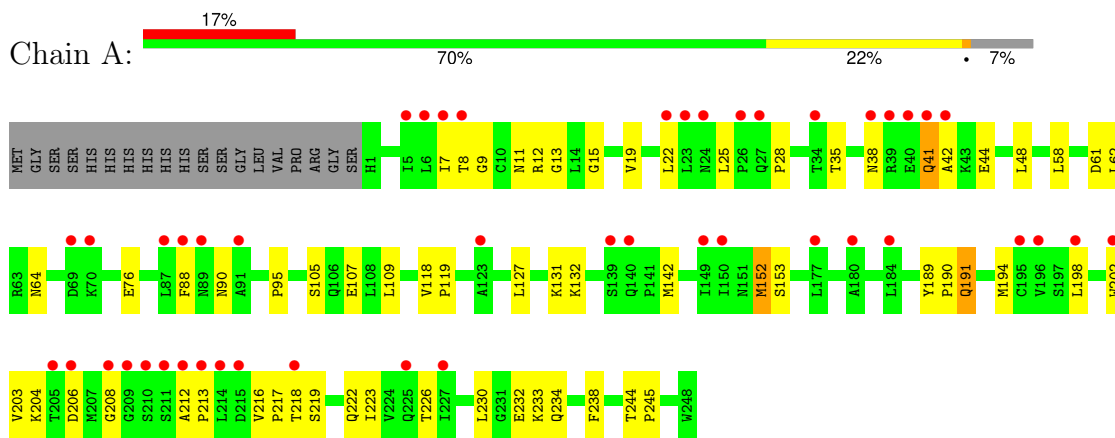 17%
Chain A:
70% 22% • 7%
MET GLY SER SER HIS HIS HIS HIS HIS HIS SER SER GLY LEU VAL PRO ARG GLY SER H1 I5 L6 I7 T8 G9 C10 N11 R12 G13 L14 G15 V19 L22 L23 N24 L25 P26 Q27 P28 T34 T35 N38 R39 E40 Q41 A42 K43 E44 L48 L58 D61 L62
R63 N64 D69 K70 E76 L87 F88 N89 N90 A91 P95 S105 Q106 E107 L108 L109 V118 P119 A123 L127 K131 K132 S139 Q140 P141 M142 I149 I150 N151 M152 S153 L177 A180 L184 Y189 P190 Q191 M194 C195 V196 S197 L198 W202
V203 K204 T205 D206 M207 G208 G209 S210 S211 A212 P213 L214 D215 V216 P217 T218 S219 Q222 I223 V224 Q225 T226 I227 L230 G231 E232 K233 Q234 F238 T244 P245 W248